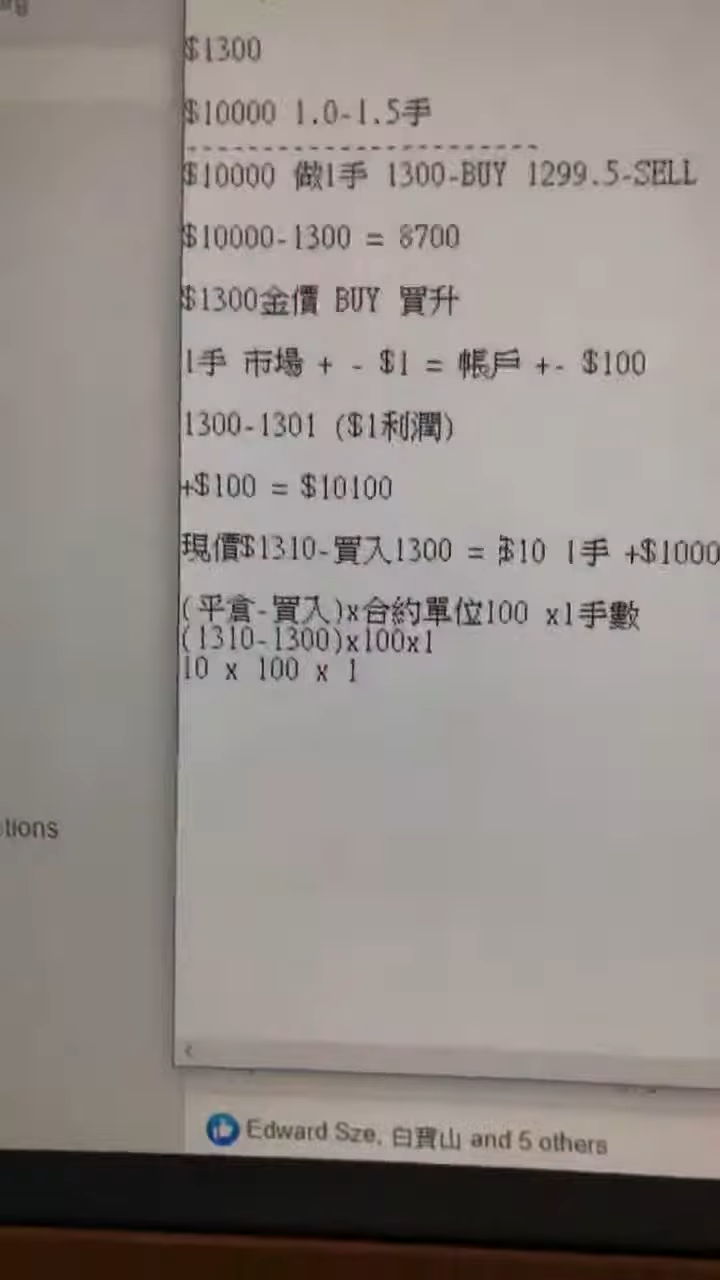 $1300
$10000 1.0-1.5手
$10000 做1手 1300-BUY 1299.5-SELL
$10000-1300 = 8700
$1300金價 BUY 買升
1手 市場 + - $1 = 帳戶 +- $100
1300-1301 ($1利潤)
+$100 = $10100
現價$1310-買入1300 = $10 1手 +$1000
(平倉-買入)x合約單位100 x1手數
(1310-1300)x100x1
10 x 100 x 1
tions
Edward Sze, 白寶山 and 5 others